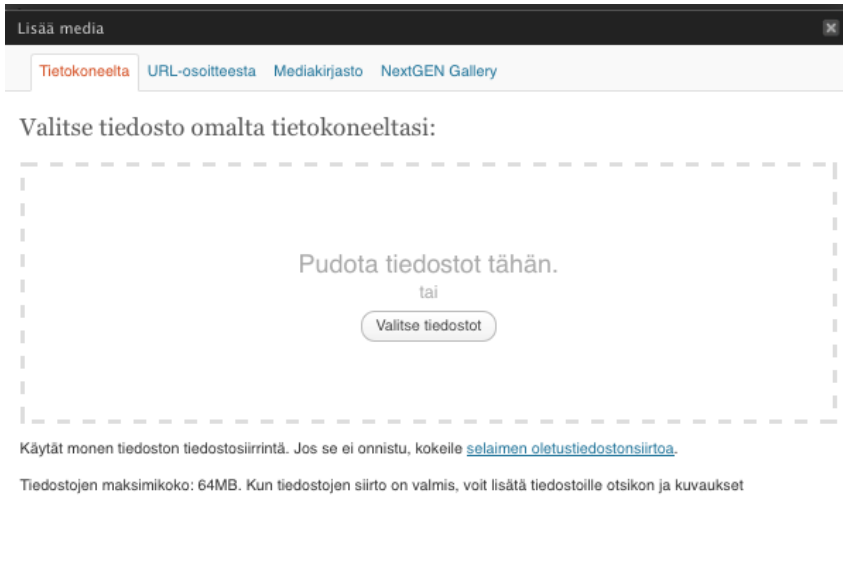 Lisää media
Tietokoneelta URL-osoitteesta Mediakirjasto NextGEN Gallery
Valitse tiedosto omalta tietokoneeltasi:
Pudota tiedostot tähän.
tai
Valitse tiedostot
Käytät monen tiedoston tiedostosiirrintä. Jos se ei onnistu, kokeile selaimen oletustiedostonsiirtoa.
Tiedostojen maksimikoko: 64MB. Kun tiedostojen siirto on valmis, voit lisätä tiedostoille otsikon ja kuvaukset